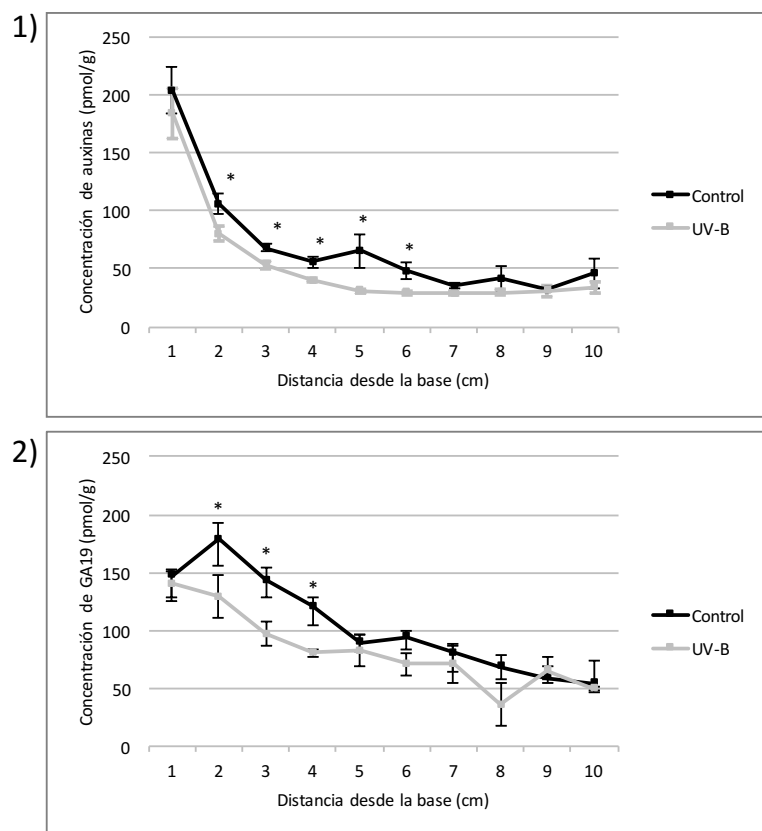 1)
250
200
150
100
50
0
Concentración de auxinas (pmol/g)
* * * * *
1 2 3 4 5 6 7 8 9 10
Distancia desde la base (cm)
Control
UV-B
2)
250
200
150
100
50
0
Concentración de GA19 (pmol/g)
* * *
1 2 3 4 5 6 7 8 9 10
Distancia desde la base (cm)
Control
UV-B